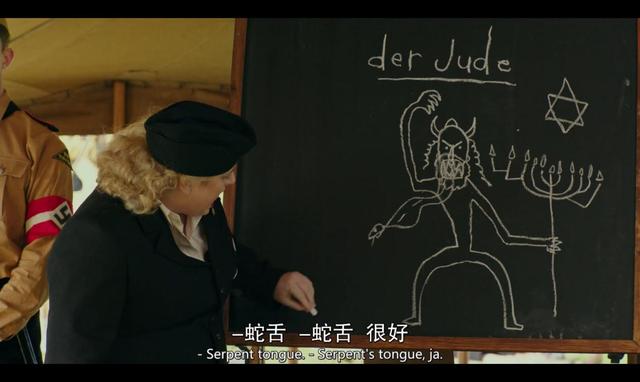 der Jude
–蛇舌 –蛇舌 很好
- Serpent tongue. - Serpent's tongue, ja.